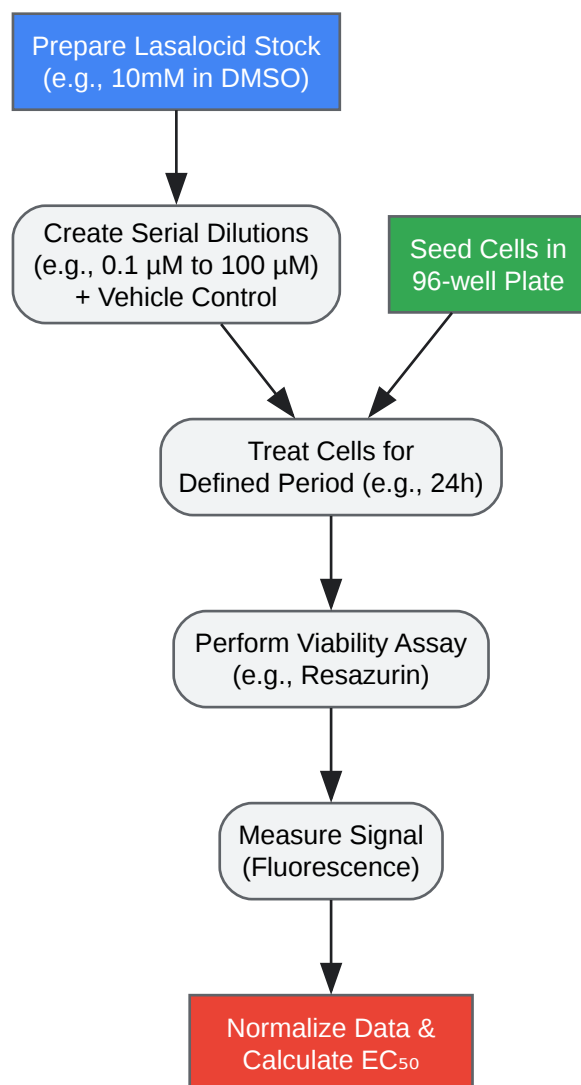 Prepare Lasalocid Stock
(e.g., 10mM in DMSO)
Create Serial Dilutions
(e.g., 0.1 µM to 100 µM)
+ Vehicle Control
Seed Cells in
96-well Plate
Treat Cells for
Defined Period (e.g., 24h)
Perform Viability Assay
(e.g., Resazurin)
Measure Signal
(Fluorescence)
Normalize Data &
Calculate EC₅₀